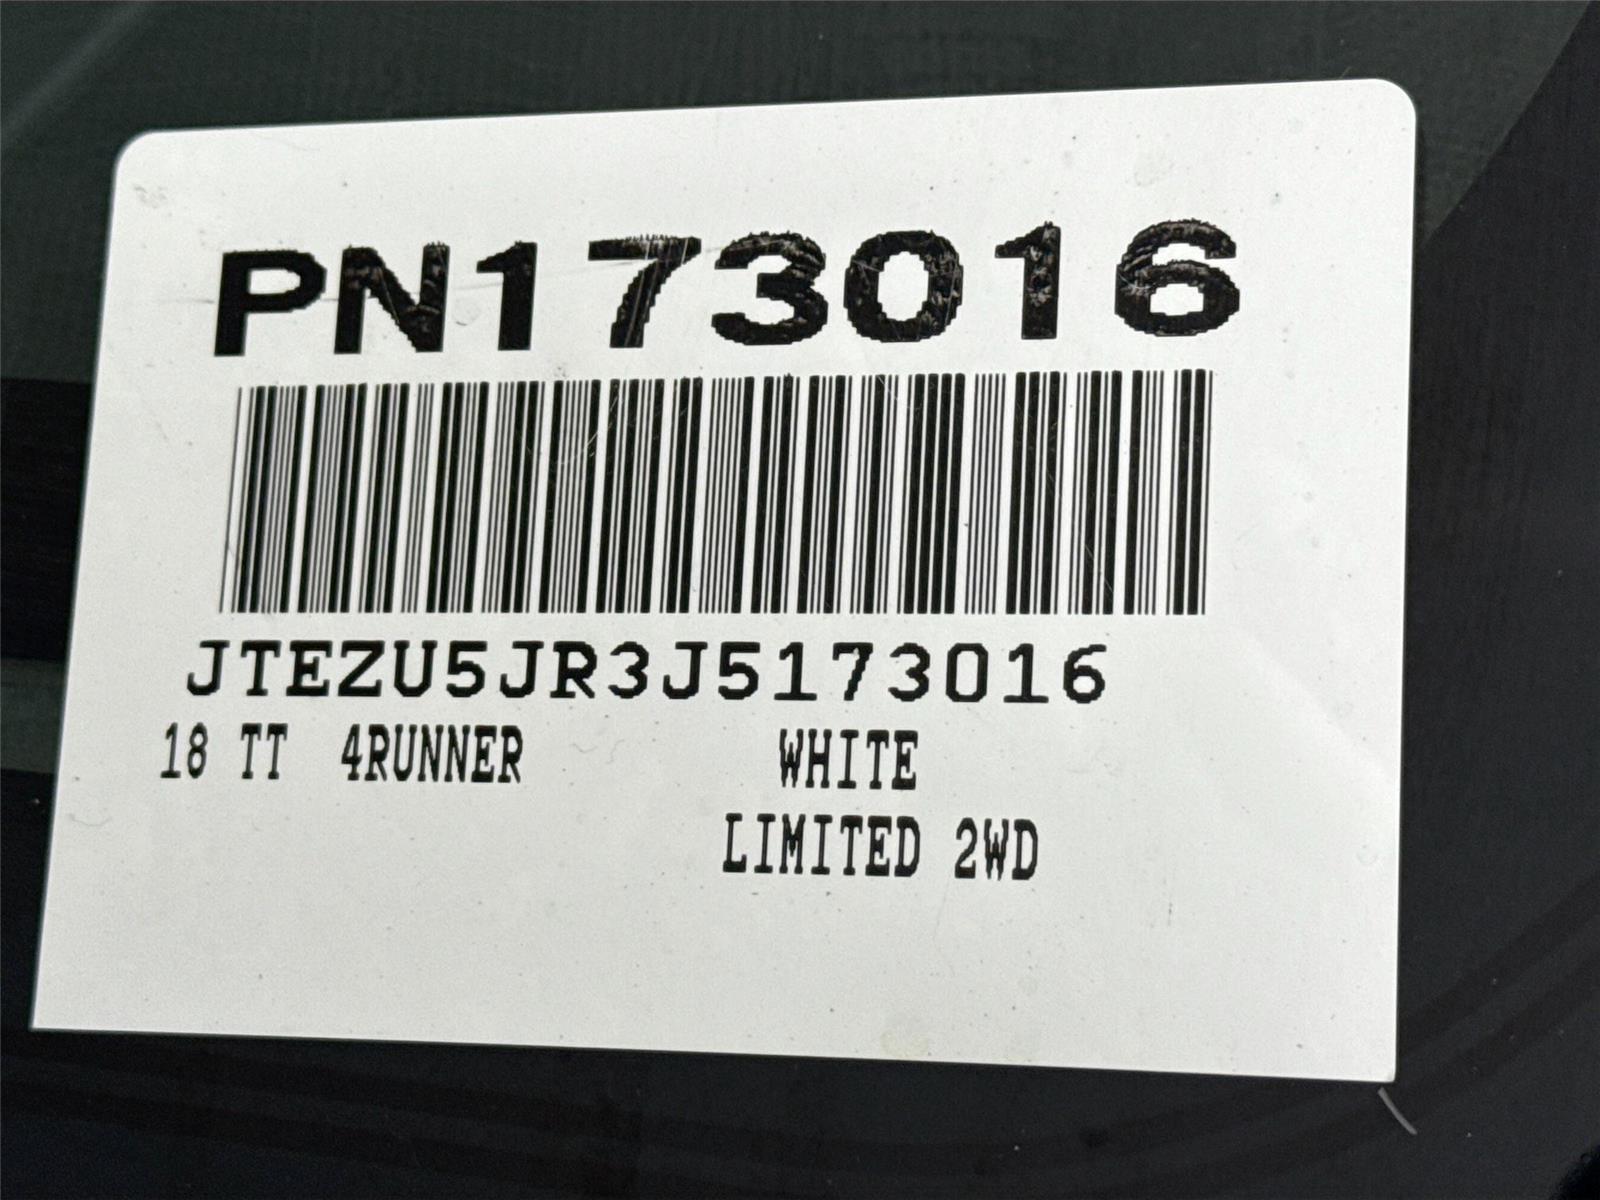 PN173016
JTEZU5JR3J5173016
18 TT 4RUNNER WHITE
LIMITED 2WD